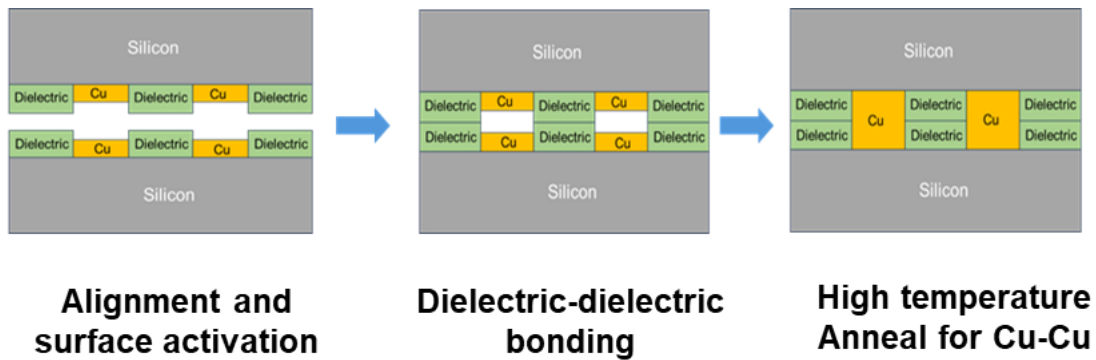 Silicon
Dielectric Cu Dielectric Cu Dielectric
Dielectric Cu Dielectric Cu Dielectric
Silicon
Alignment and
surface activation
Silicon
Dielectric Cu Dielectric Cu Dielectric
Dielectric Cu Dielectric Cu Dielectric
Silicon
Dielectric-dielectric
bonding
Silicon
Dielectric Dielectric Dielectric
Cu Cu
Dielectric Dielectric Dielectric
Silicon
High temperature
Anneal for Cu-Cu